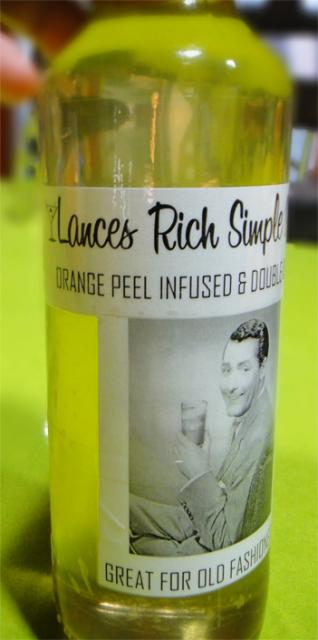 Lances Rich Simple
ORANGE PEEL INFUSED & DOUBLE
GREAT FOR OLD FASHION